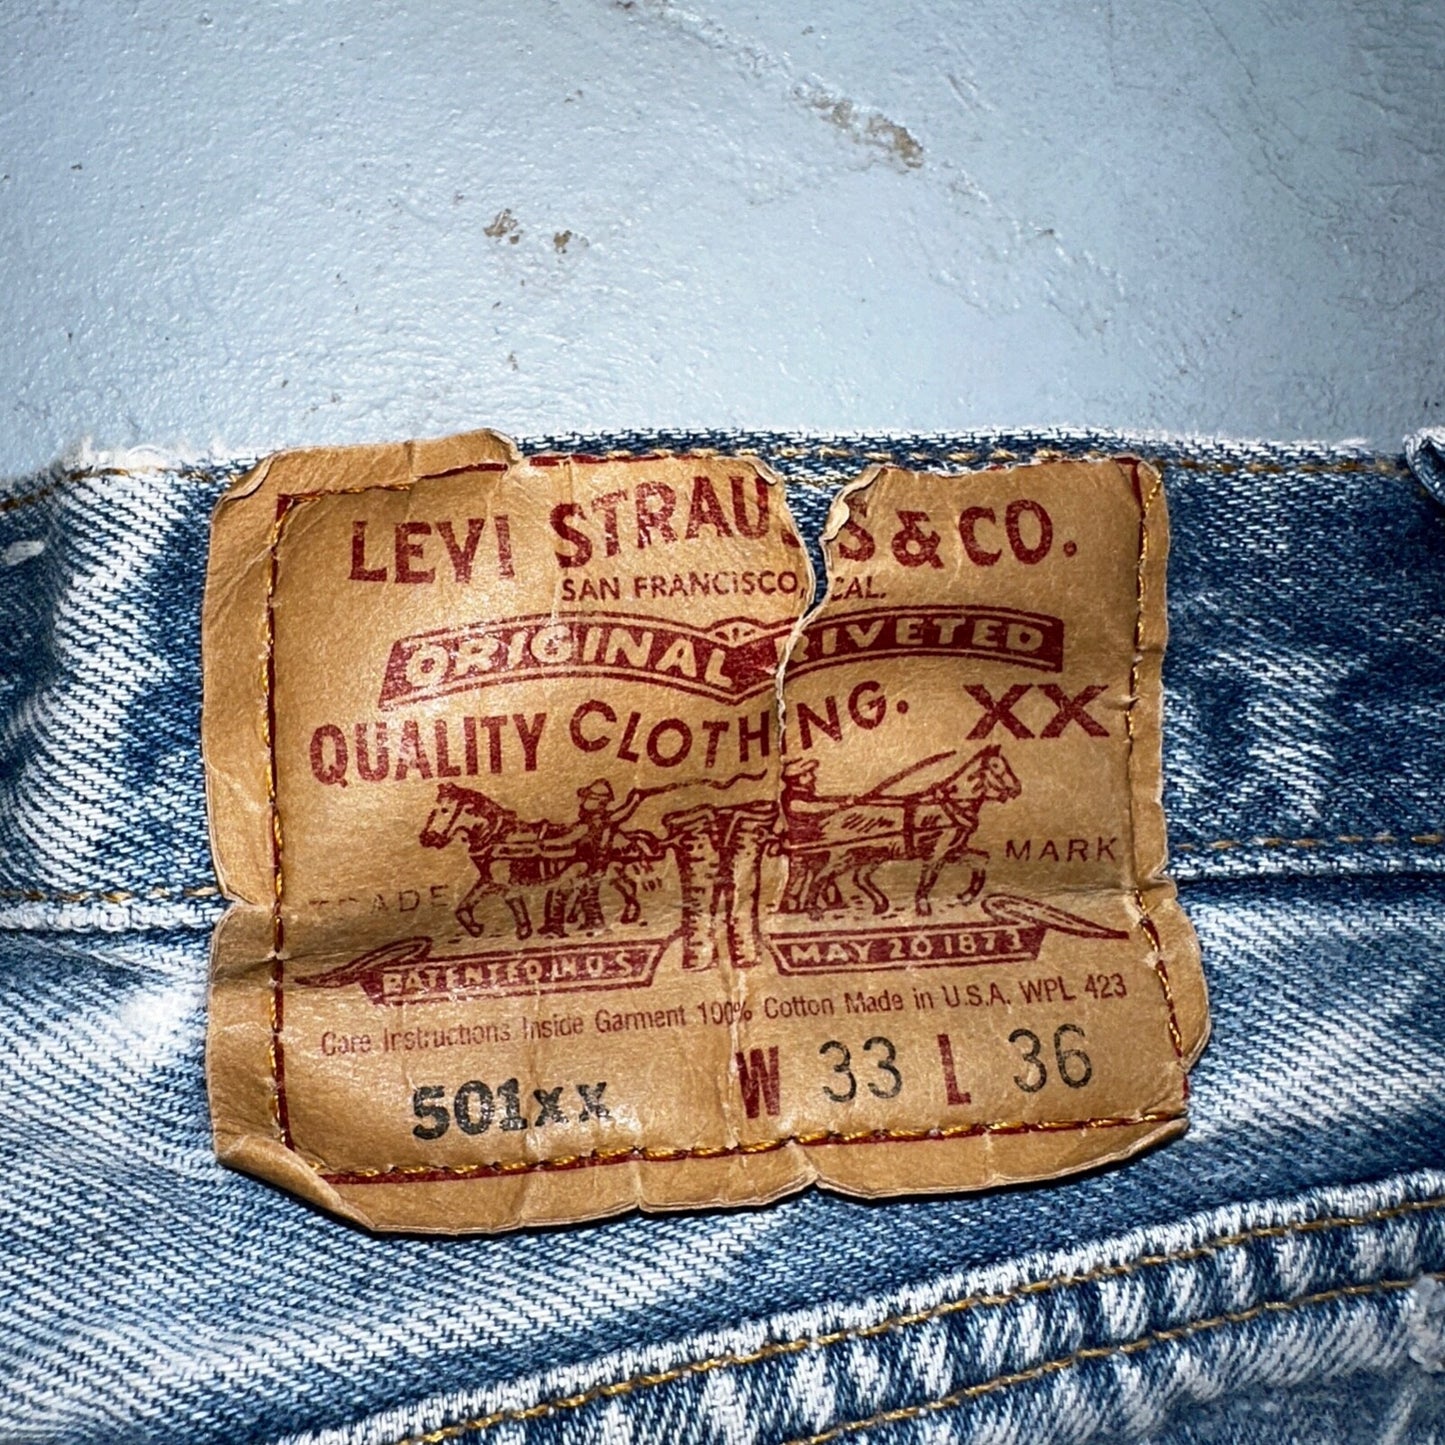 LEVI STRAUSS & CO.
SAN FRANCISCO, CAL.
ORIGINAL RIVETED
QUALITY CLOTHING. XX
TRADE MARK
PATENTED IN U.S. MAY 20 1873
Care Instructions Inside Garment 100% Cotton Made in U.S.A. WPL 423
501xx W 33 L 36